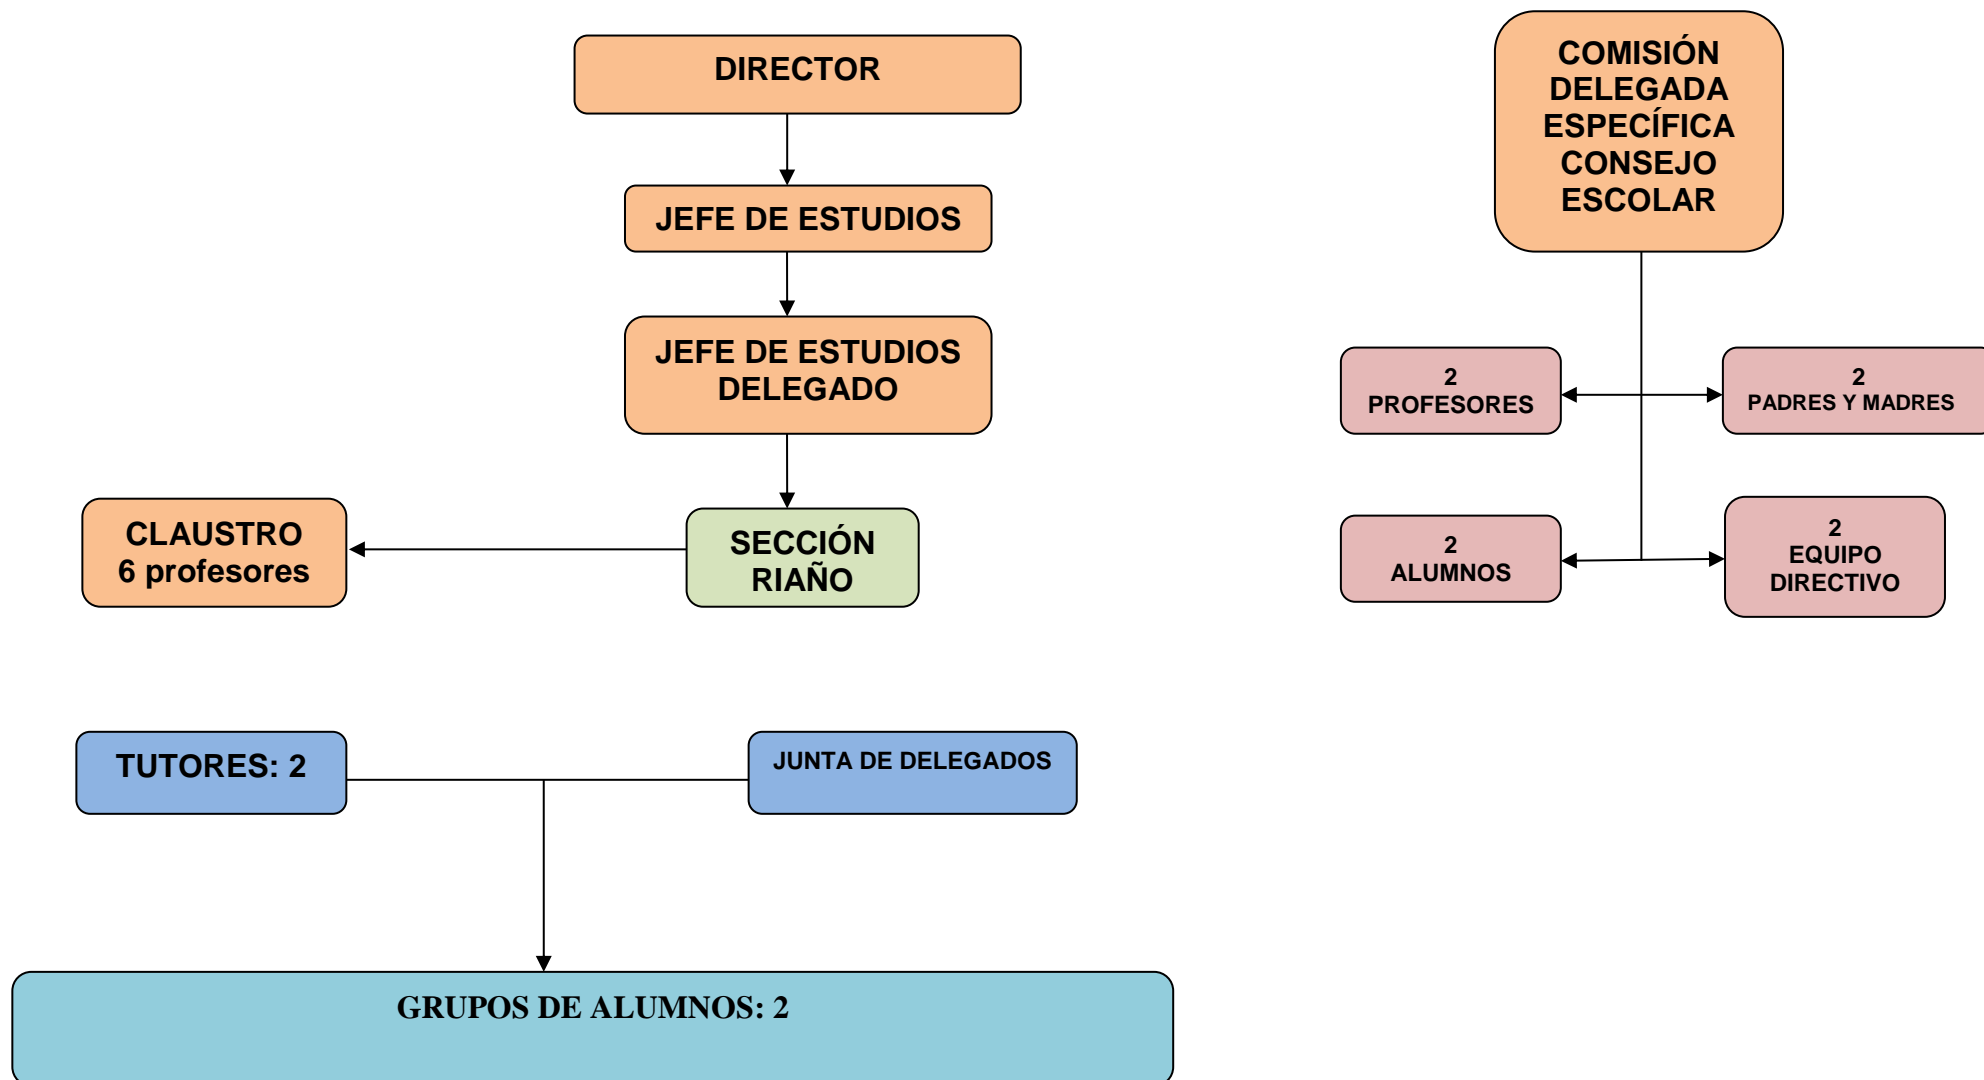 DIRECTOR
JEFE DE ESTUDIOS
JEFE DE ESTUDIOS
DELEGADO
CLAUSTRO
6 profesores
SECCIÓN
RIAÑO
TUTORES: 2
JUNTA DE DELEGADOS
GRUPOS DE ALUMNOS: 2
COMISIÓN
DELEGADA
ESPECÍFICA
CONSEJO
ESCOLAR
2
PROFESORES
2
PADRES Y MADRES
2
ALUMNOS
2
EQUIPO
DIRECTIVO